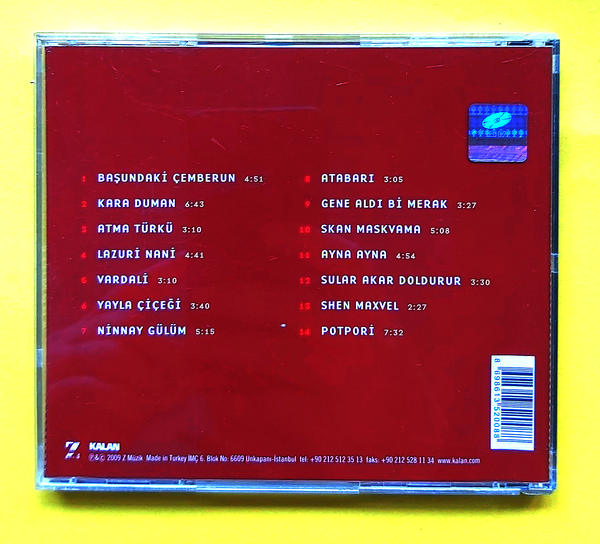 1 BAŞUNDAKİ ÇEMBERUN 4:51
2 KARA DUMAN 6:43
3 ATMA TÜRKÜ 3:10
4 LAZURİ NANİ 4:41
5 VARDALİ 3:10
6 YAYLA ÇİÇEĞİ 3:40
7 NİNNAY GÜLÜM 5:15
8 ATABARI 3:05
9 GENE ALDI Bİ MERAK 3:27
10 SKAN MASKVAMA 5:08
11 AYNA AYNA 4:54
12 SULAR AKAR DOLDURUR 3:30
13 SHEN MAXVEL 2:27
14 POTPORİ 7:32
8 698613 520088
Z KALAN
℗&© 2009 Z Müzik Made in Turkey İMÇ 6. Blok No: 6609 Unkapanı-İstanbul tel: +90 212 512 35 13 faks: +90 212 528 11 34 www.kalan.com